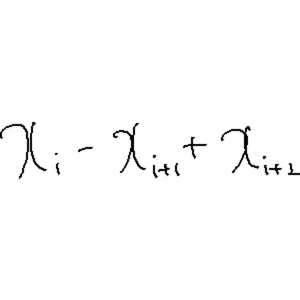 x_i - x_{i+1} + x_{i+2}